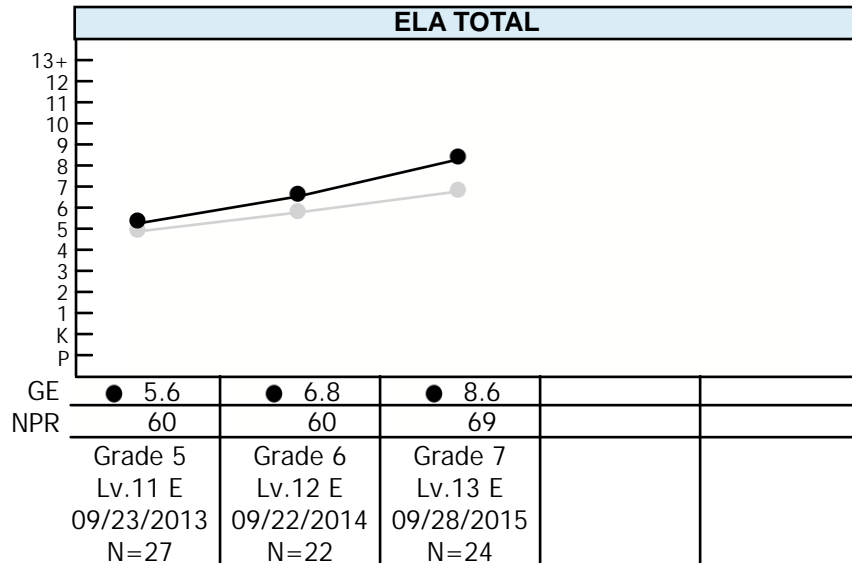 ELA TOTAL
13+
12
11
10
9
8
7
6
5
4
3
2
1
K
P
GE 5.6 6.8 8.6
NPR 60 60 69
Grade 5 Grade 6 Grade 7
Lv.11 E Lv.12 E Lv.13 E
09/23/2013 09/22/2014 09/28/2015
N=27 N=22 N=24